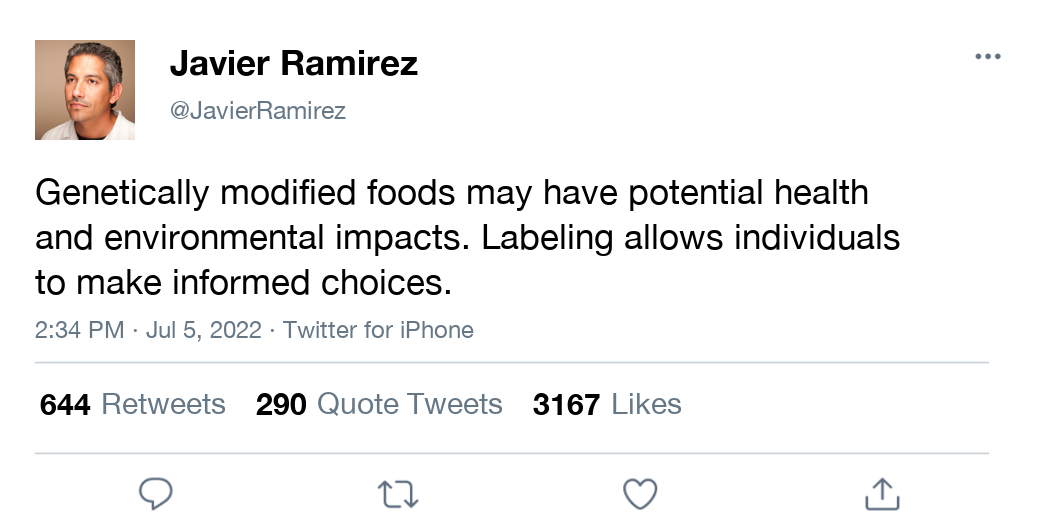 Javier Ramirez
@JavierRamirez
Genetically modified foods may have potential health
and environmental impacts. Labeling allows individuals
to make informed choices.
2:34 PM · Jul 5, 2022 · Twitter for iPhone
644 Retweets 290 Quote Tweets 3167 Likes